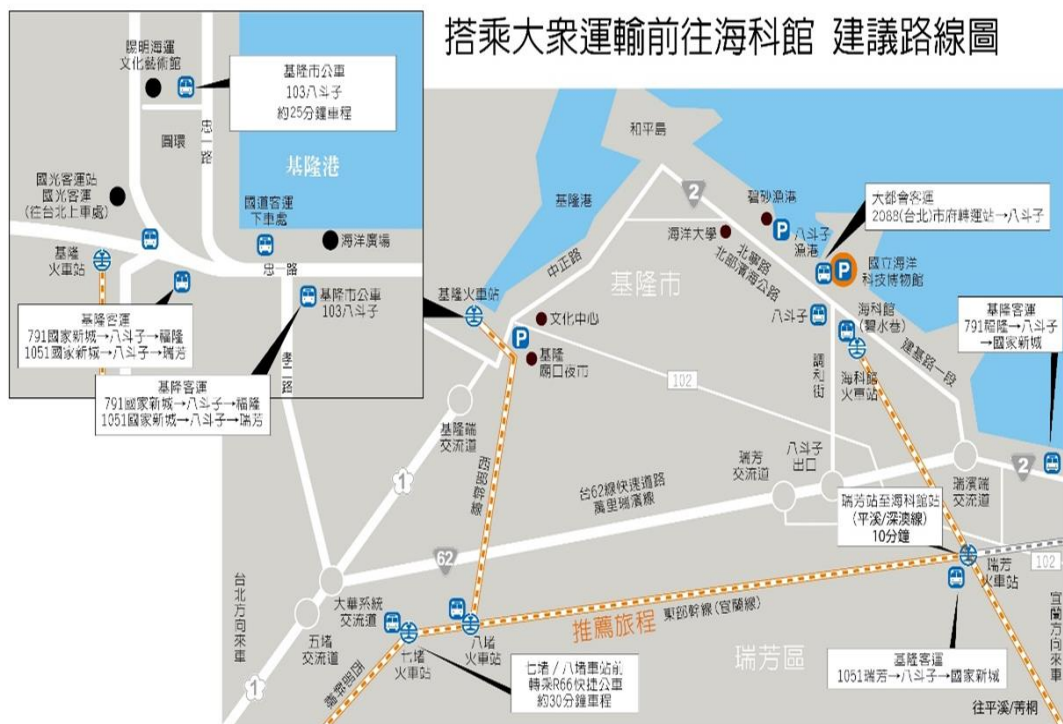 搭乘大眾運輸前往海科館 建議路線圖
陽明海運
文化藝術館
基隆市公車
103八斗子
約25分鐘車程
圓環
忠一路
基隆港
國光客運站
國光客運
(往台北上車處)
國道客運
下車處
海洋廣場
基隆
火車站
忠一路
基隆市公車
103八斗子
孝二路
基隆客運
791國家新城→八斗子→福隆
1051國家新城→八斗子→瑞芳
基隆客運
791國家新城→八斗子→福隆
1051國家新城→八斗子→瑞芳
和平島
基隆港
2
碧砂漁港
海洋大學
八斗子
漁港
大都會客運
2088(台北)市府轉運站→八斗子
國立海洋
科技博物館
中正路
北寧路
北部濱海公路
基隆市
基隆火車站
文化中心
基隆
廟口夜市
八斗子
海科館
(碧水巷)
基隆客運
791福隆→八斗子
→國家新城
調和街
海科館
火車站
建基路一段
102
基隆端
交流道
1
西部幹線
台62線快速道路
萬里瑞濱線
瑞芳
交流道
八斗子
出口
2
瑞濱端
交流道
瑞芳站至海科館站
(平溪/深澳線)
10分鐘
62
102
瑞芳
火車站
台北方向來車
大華系統
交流道
五堵
交流道
七堵
火車站
八堵
火車站
推薦旅程
東部幹線(宜蘭線)
宜蘭方向來車
西部幹線
1
七堵/八堵車站前
轉乘R66快捷公車
約30分鐘車程
瑞芳區
基隆客運
1051瑞芳→八斗子→國家新城
往平溪/菁桐